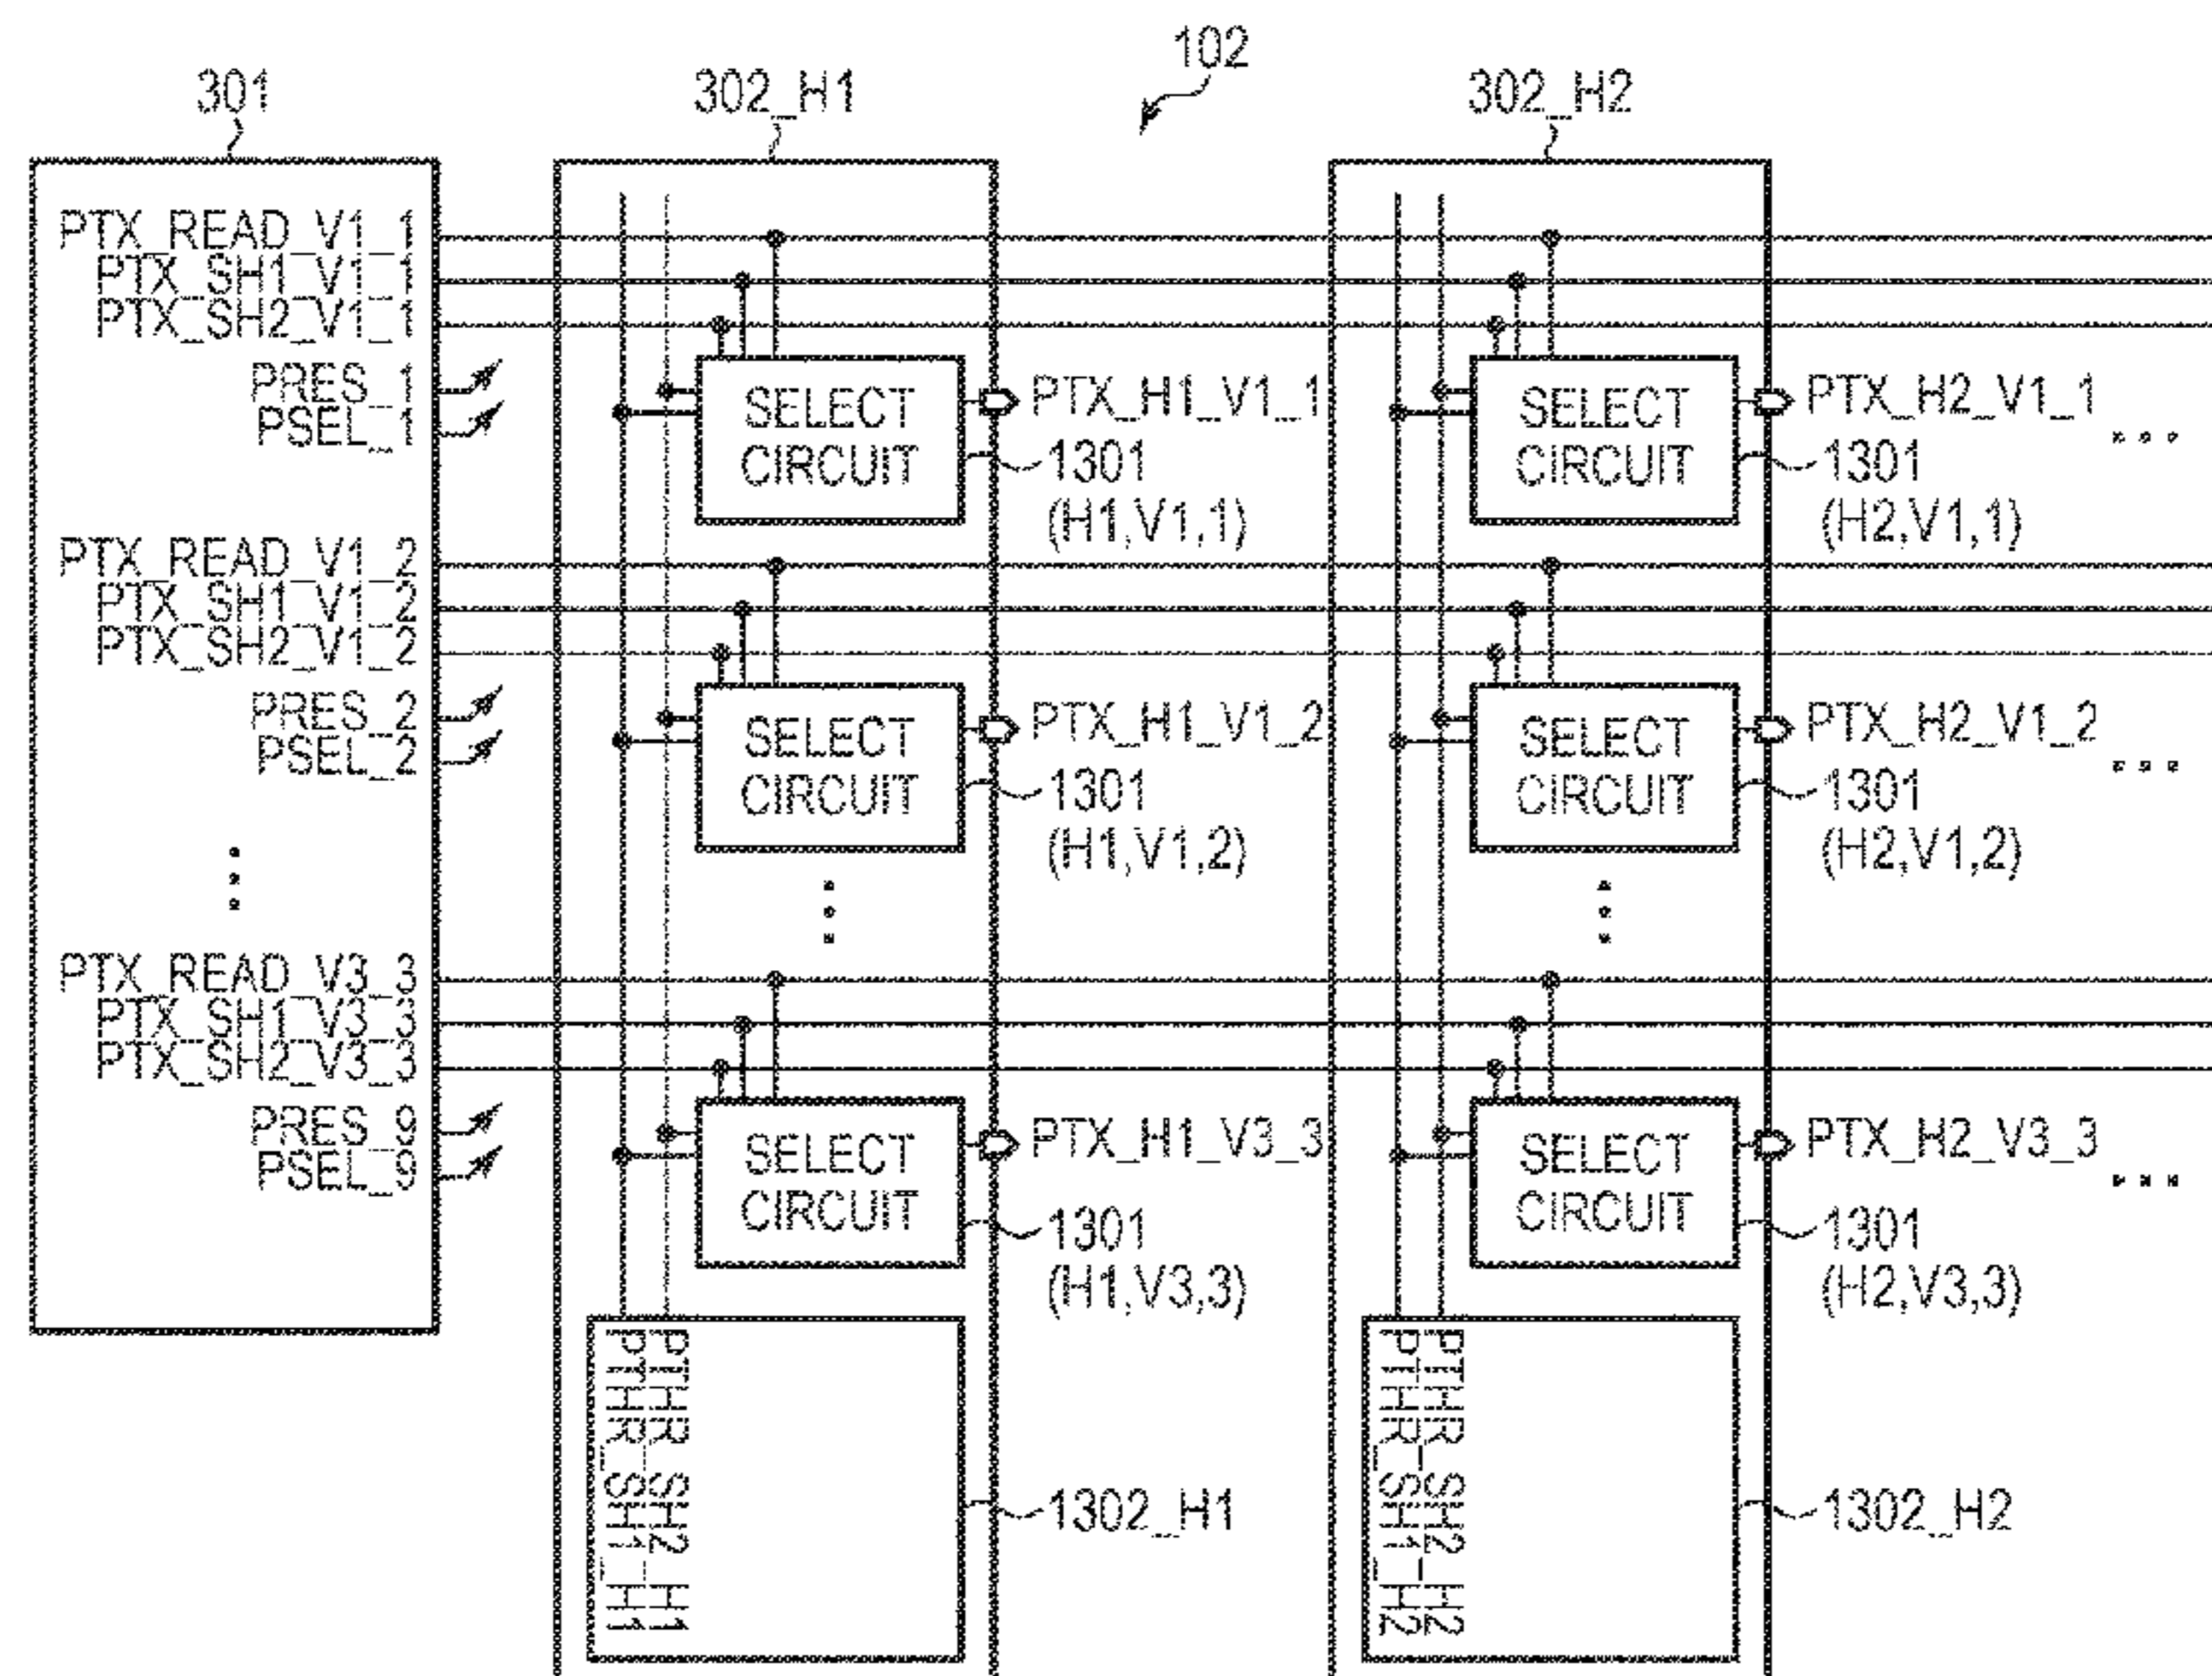 102
301
302_H1
302_H2
PTX_READ_V1_1
PTX_SH1_V1_1
PTX_SH2_V1_1
PRES_1
PSEL_1
SELECT
CIRCUIT
PTX_H1_V1_1
1301
(H1,V1,1)
SELECT
CIRCUIT
PTX_H2_V1_1
1301
(H2,V1,1)
PTX_READ_V1_2
PTX_SH1_V1_2
PTX_SH2_V1_2
PRES_2
PSEL_2
SELECT
CIRCUIT
PTX_H1_V1_2
1301
(H1,V1,2)
SELECT
CIRCUIT
PTX_H2_V1_2
1301
(H2,V1,2)
PTX_READ_V3_3
PTX_SH1_V3_3
PTX_SH2_V3_3
PRES_9
PSEL_9
SELECT
CIRCUIT
PTX_H1_V3_3
1301
(H1,V3,3)
SELECT
CIRCUIT
PTX_H2_V3_3
1301
(H2,V3,3)
PTHR_SH2_H1
PTHR_SH1_H1
1302_H1
PTHR_SH2_H2
PTHR_SH1_H2
1302_H2